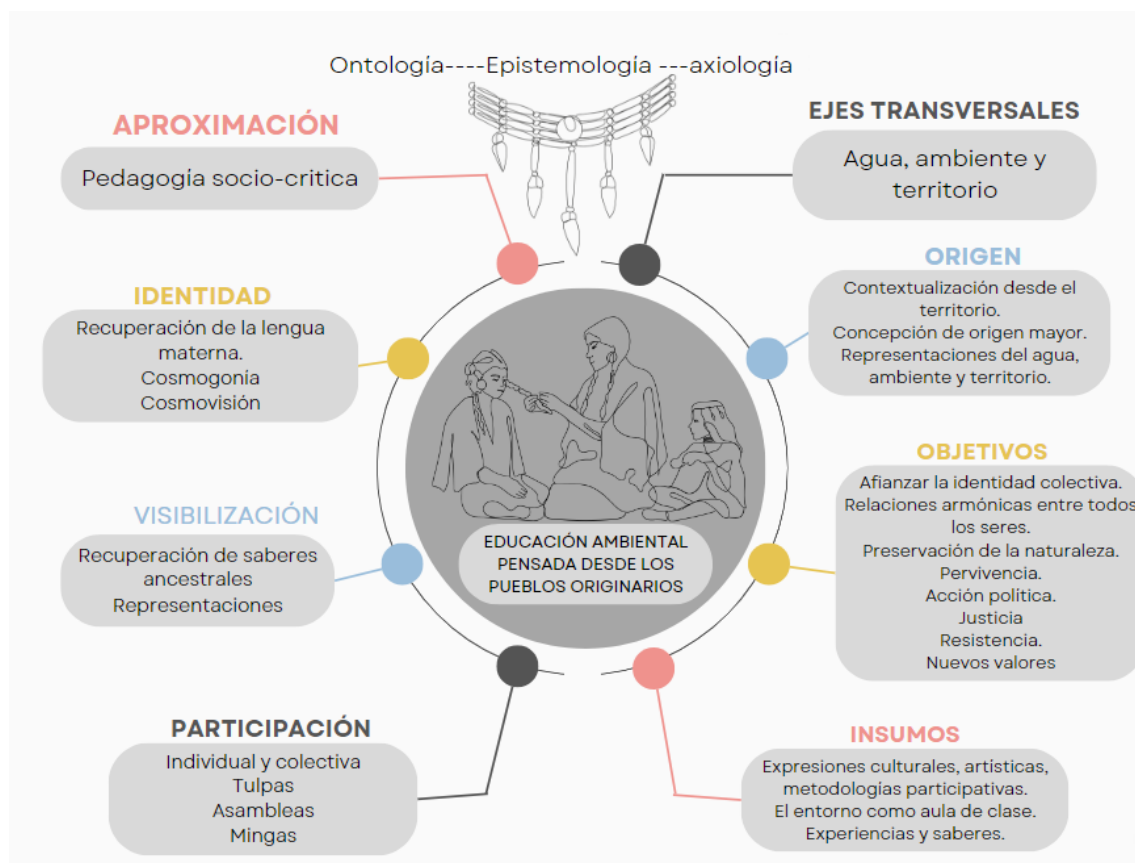 Ontología----Epistemología ---axiología
APROXIMACIÓN
Pedagogía socio-critica
IDENTIDAD
Recuperación de la lengua
materna.
Cosmogonía
Cosmovisión
VISIBILIZACIÓN
Recuperación de saberes
ancestrales
Representaciones
PARTICIPACIÓN
Individual y colectiva
Tulpas
Asambleas
Mingas
EDUCACIÓN AMBIENTAL
PENSADA DESDE LOS
PUEBLOS ORIGINARIOS
EJES TRANSVERSALES
Agua, ambiente y
territorio
ORIGEN
Contextualización desde el
territorio.
Concepción de origen mayor.
Representaciones del agua,
ambiente y territorio.
OBJETIVOS
Afianzar la identidad colectiva.
Relaciones armónicas entre todos
los seres.
Preservación de la naturaleza.
Pervivencia.
Acción politica.
Justicia
Resistencia.
Nuevos valores
INSUMOS
Expresiones culturales, artisticas,
metodologías participativas.
El entorno como aula de clase.
Experiencias y saberes.